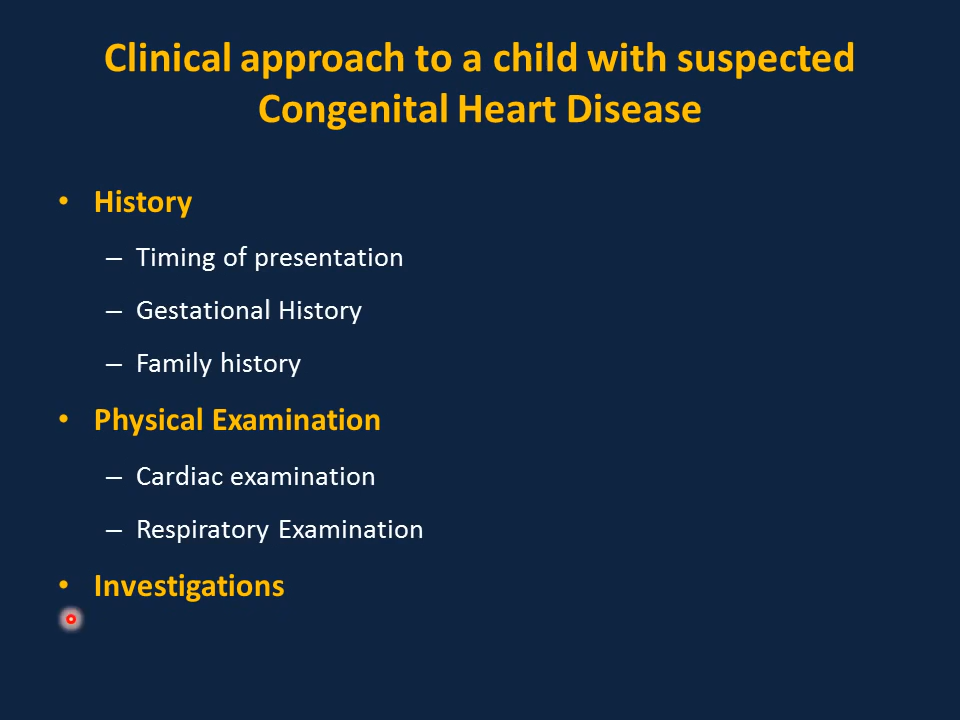 Clinical approach to a child with suspected
Congenital Heart Disease
• History
– Timing of presentation
– Gestational History
– Family history
• Physical Examination
– Cardiac examination
– Respiratory Examination
• Investigations